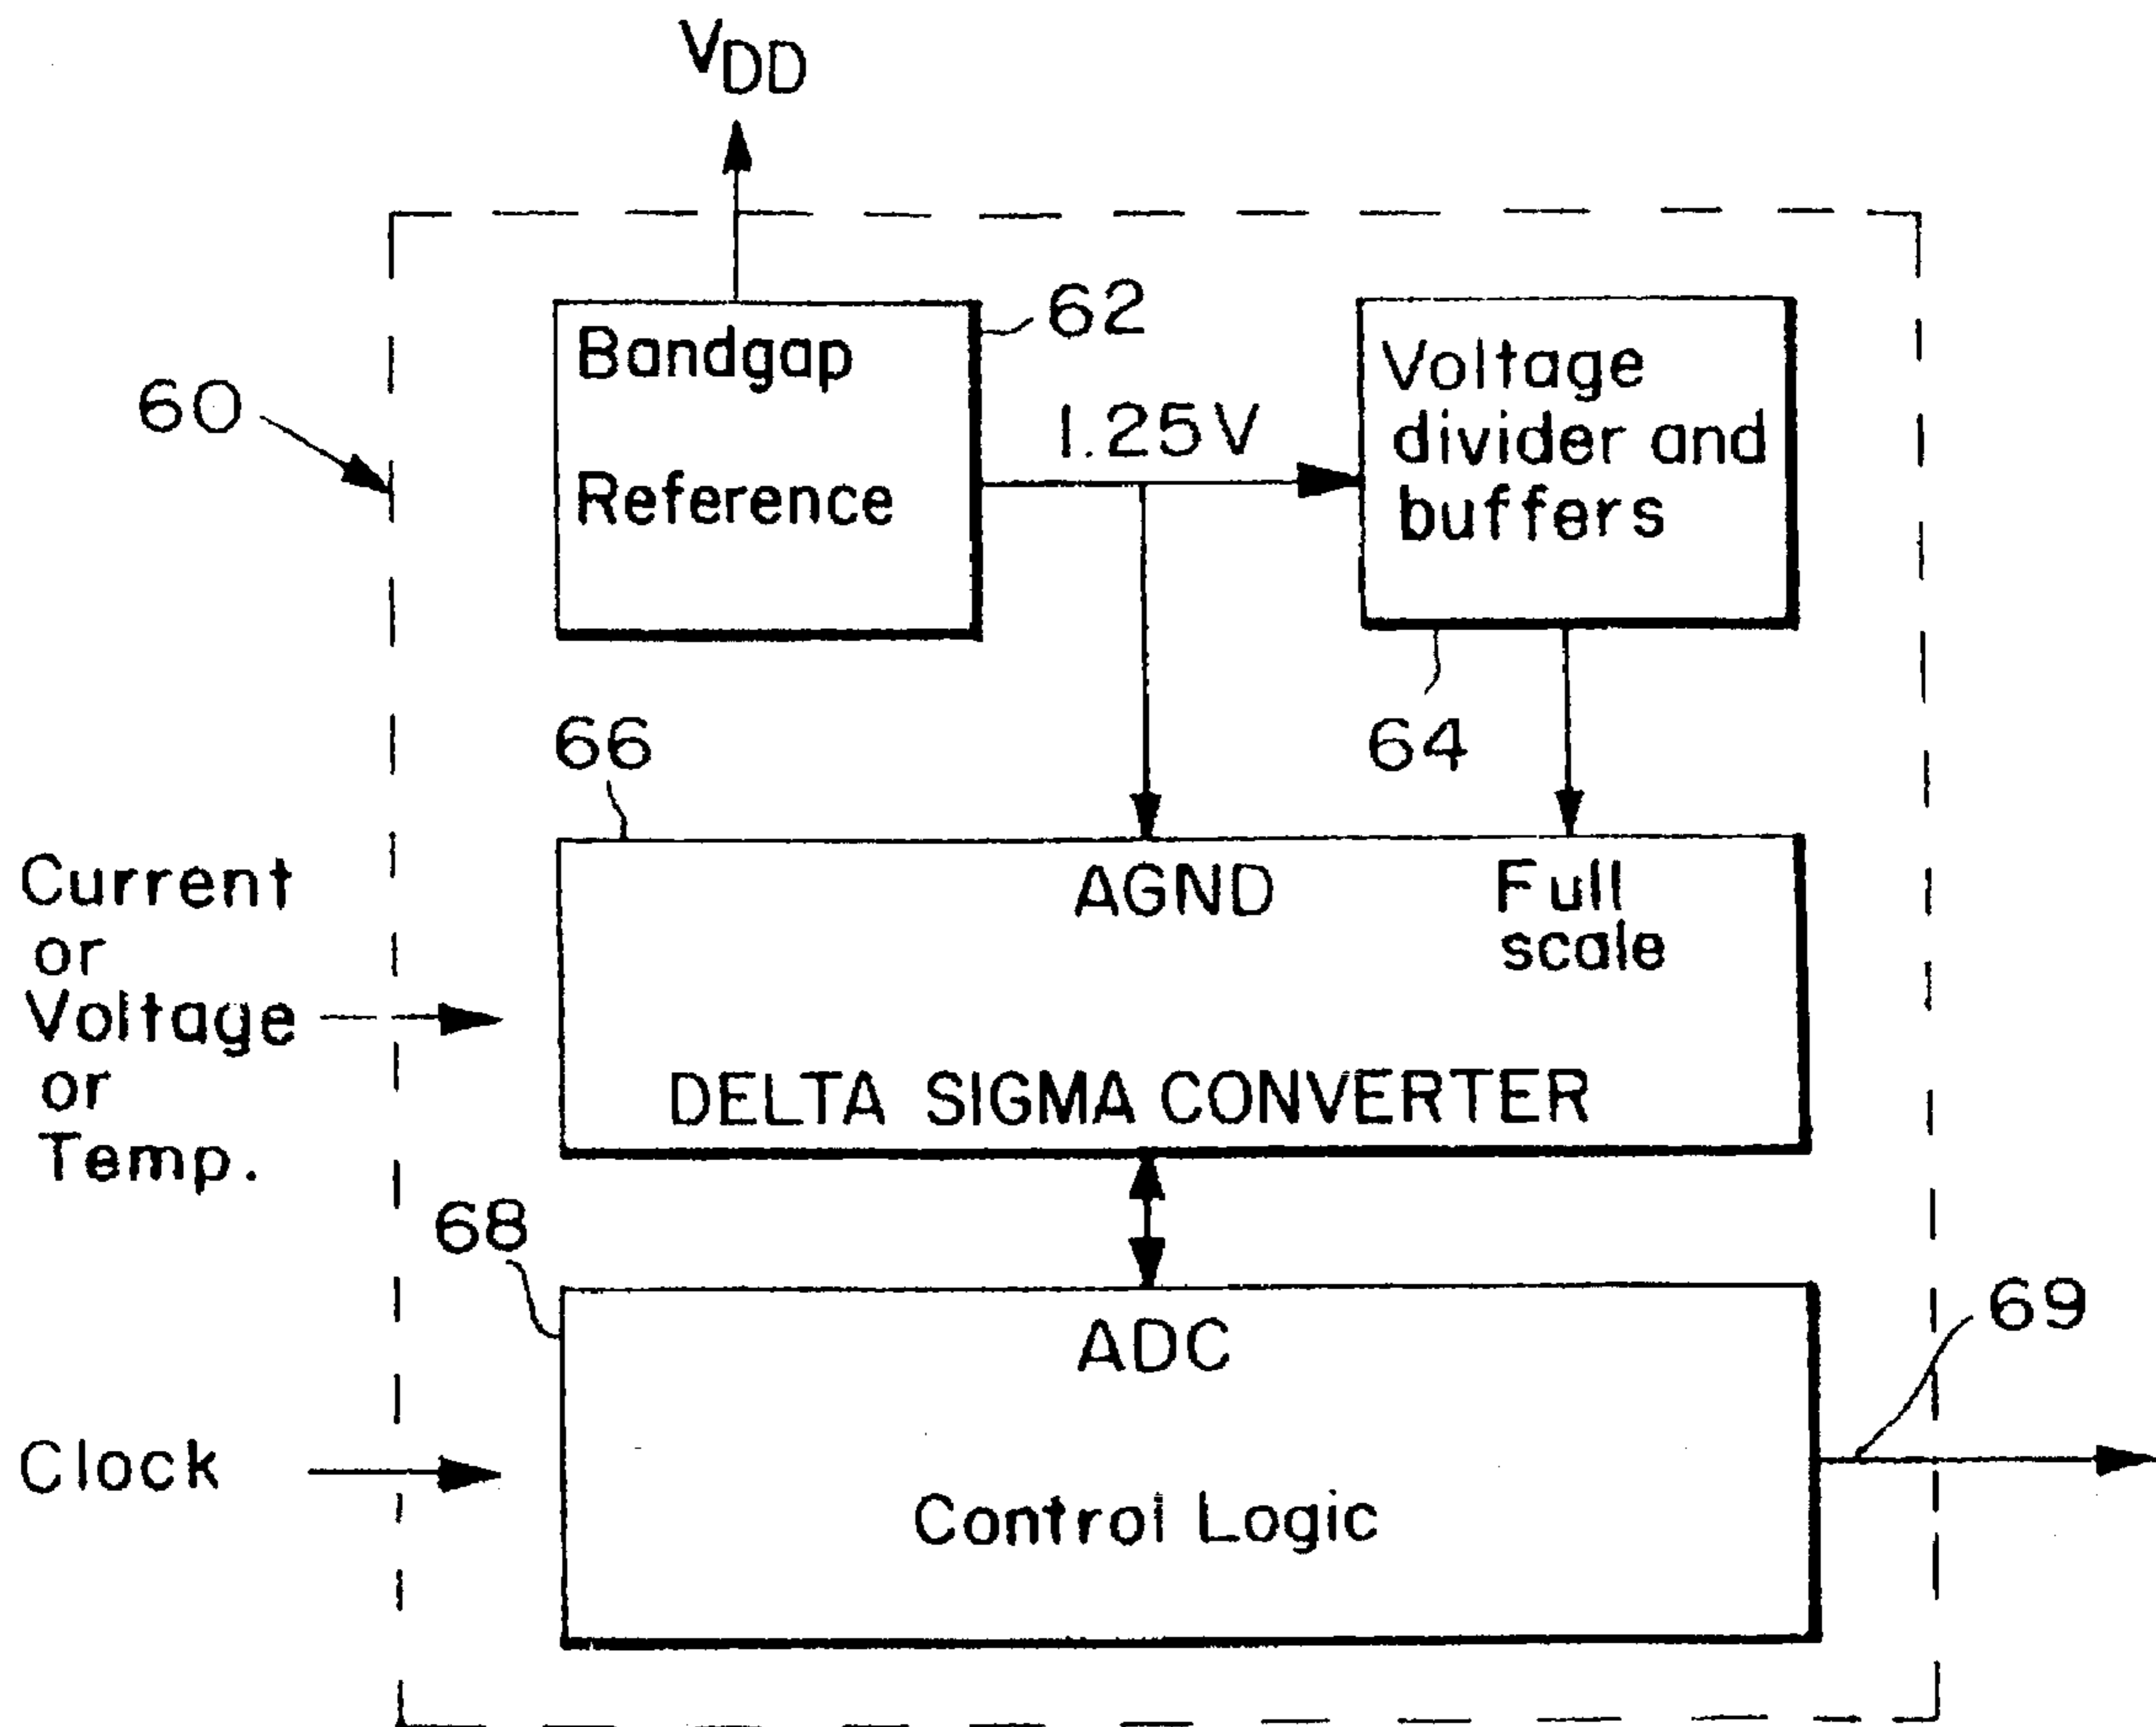 VDD
62
Bandgap
Reference
1.25V
Voltage
divider and
buffers
60
66
64
AGND
Full
scale
Current
or
Voltage
or
Temp.
DELTA SIGMA CONVERTER
68
69
ADC
Clock
Control Logic